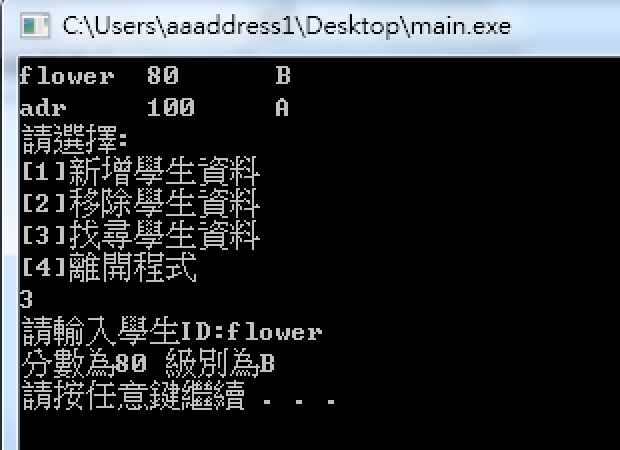 C:\Users\aaaddress1\Desktop\main.exe
flower 80 B
adr 100 A
請選擇:
[1]新增學生資料
[2]移除學生資料
[3]找尋學生資料
[4]離開程式
3
請輸入學生ID:flower
分數為80 級別為B
請按任意鍵繼續 . . .